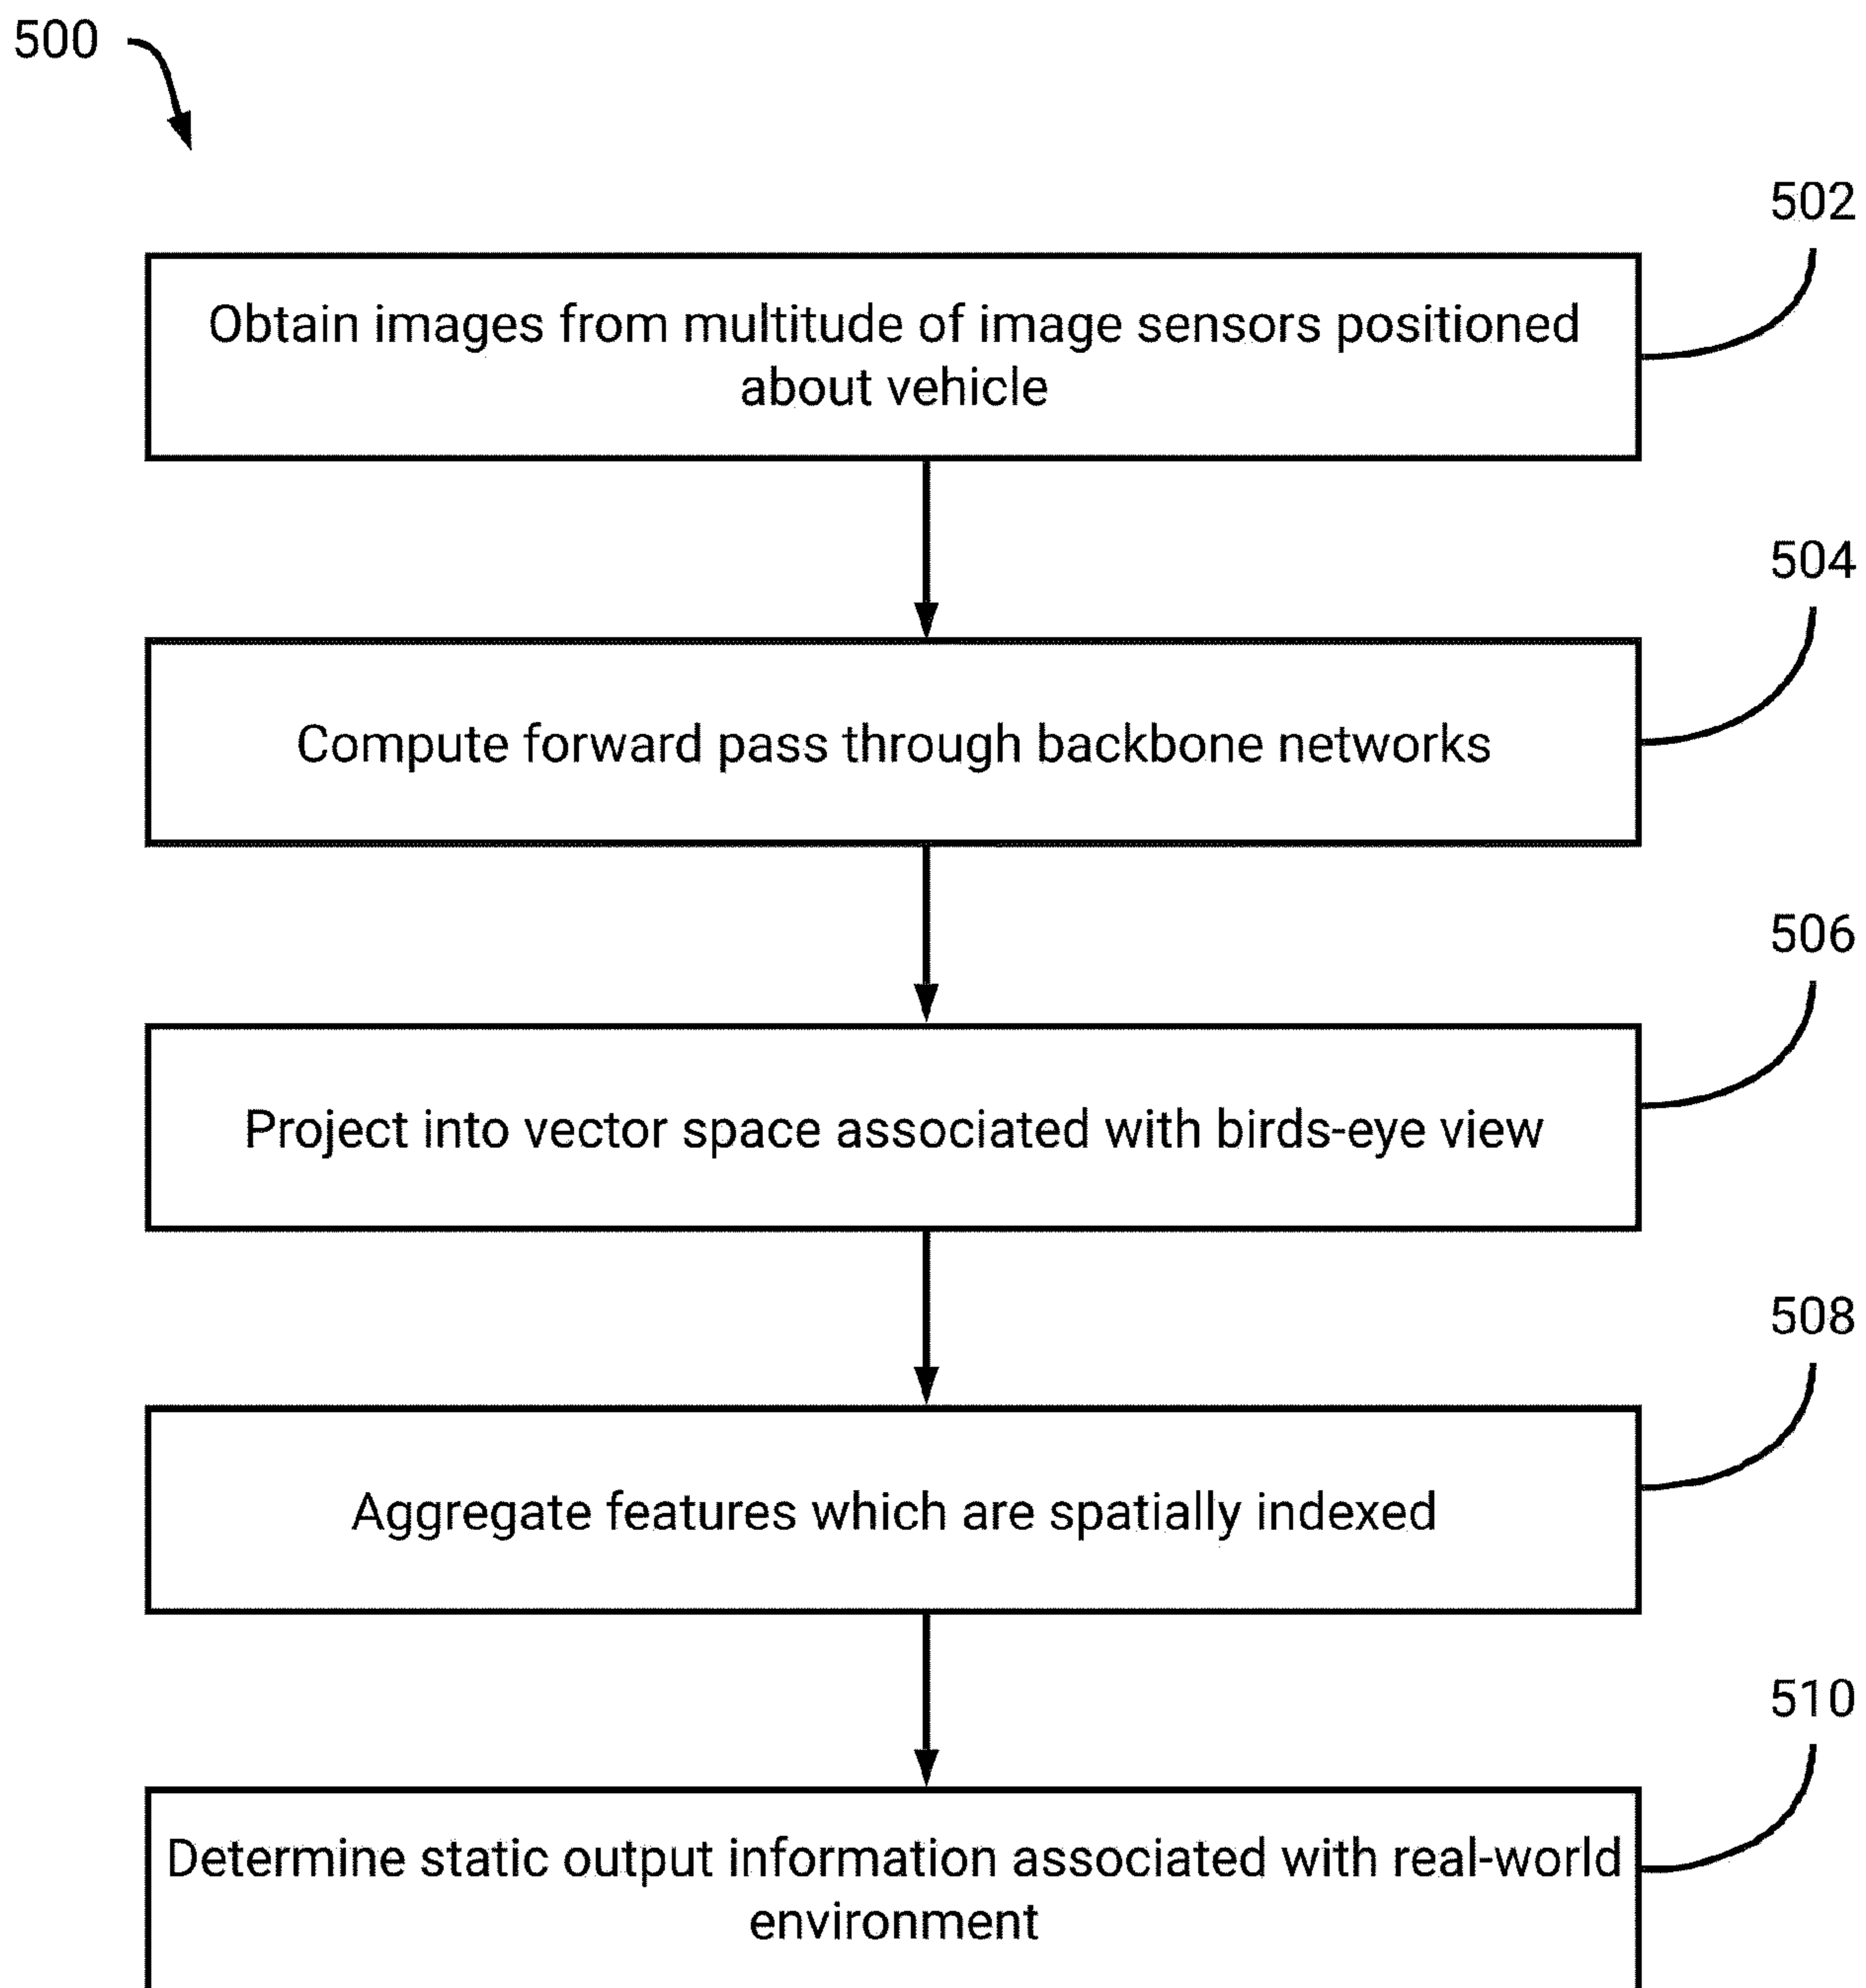 500
502
Obtain images from multitude of image sensors positioned
about vehicle
504
Compute forward pass through backbone networks
506
Project into vector space associated with birds-eye view
508
Aggregate features which are spatially indexed
510
Determine static output information associated with real-world
environment